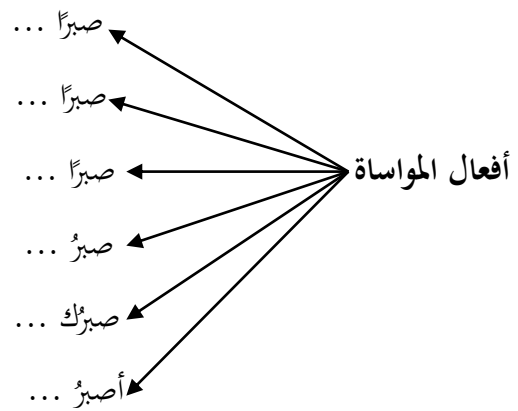 أفعال المواساة
صبرًا ...
صبرًا ...
صبرًا ...
صبرُ ...
صبرُك ...
أصبرُ ...